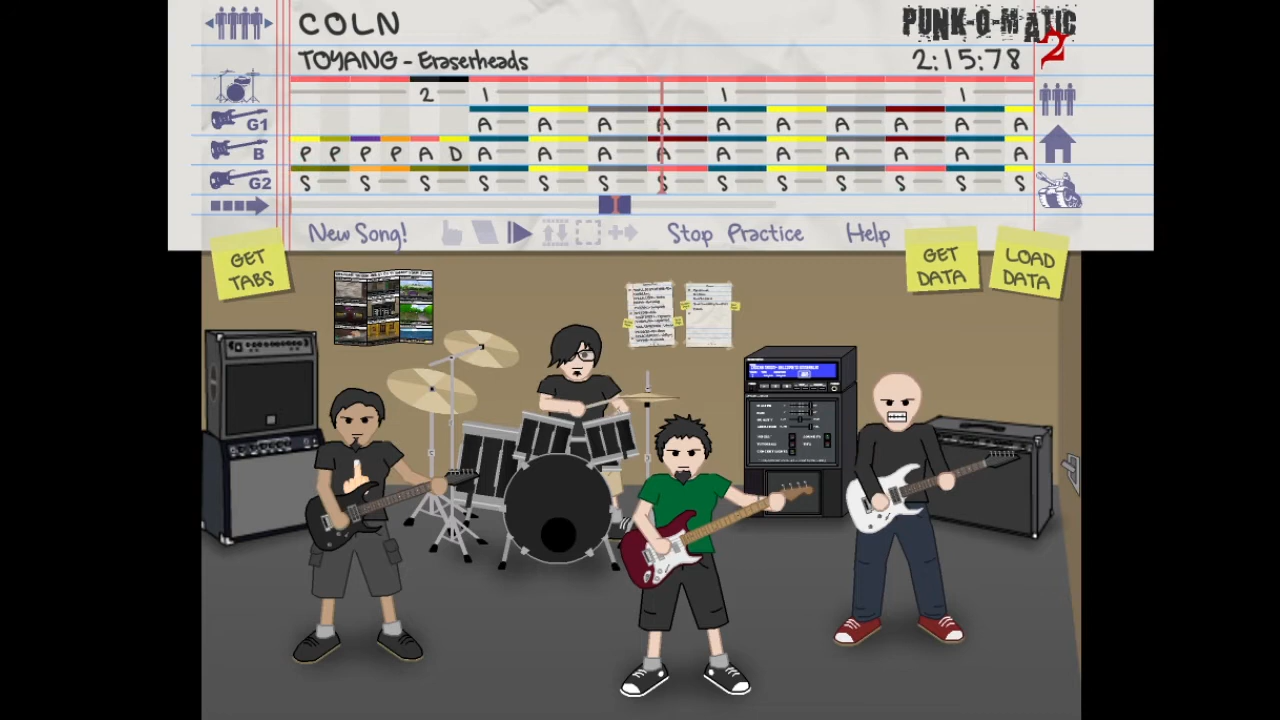 COLN
PUNK-O-MATIC 2
TOYANG - Eraserheads
2:15:78
2 1 1 1
G1 A A A A A A A A A A
B P P P P A D A A A A A A A A A A
G2 S S S S S S S S S S S S S
New Song!
Stop Practice
Help
GET TABS
GET DATA
LOAD DATA